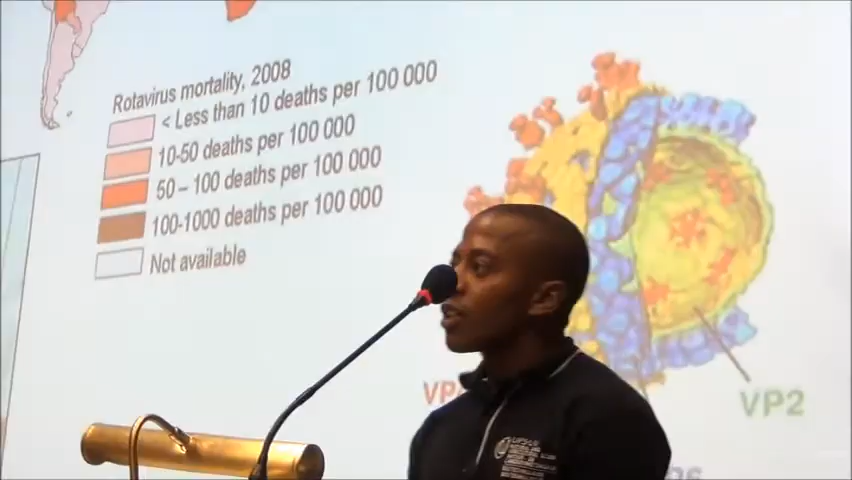 Rotavirus mortality, 2008
< Less than 10 deaths per 100 000
10-50 deaths per 100 000
50 – 100 deaths per 100 000
100-1000 deaths per 100 000
Not available
VP2